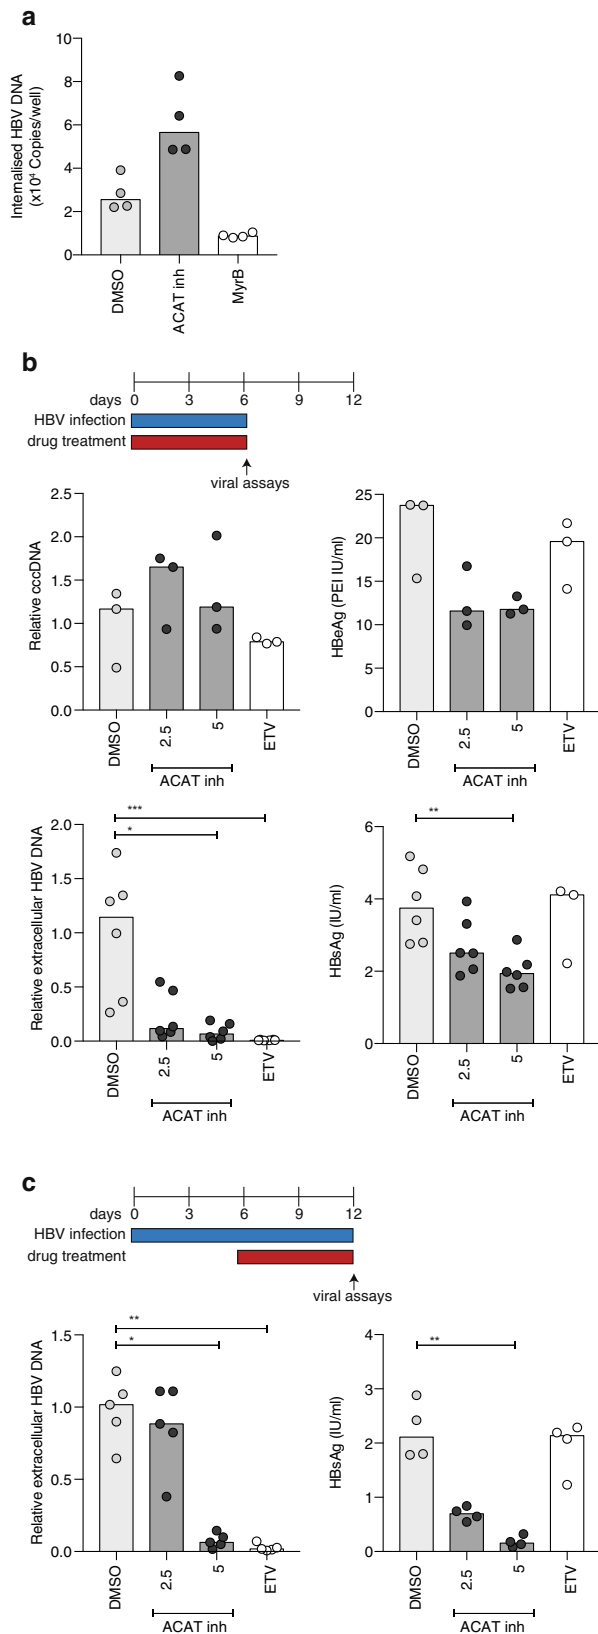 a
Internalised HBV DNA
(x10⁴ Copies/well)
10
8
6
4
2
0
DMSO
ACAT inh
MyrB
b
days 0 3 6 9 12
HBV infection
drug treatment
viral assays
Relative cccDNA
2.5
2.0
1.5
1.0
0.5
0.0
DMSO
2.5
5
ETV
ACAT inh
HBeAg (PEI IU/ml)
25
20
15
10
5
0
DMSO
2.5
5
ETV
ACAT inh
Relative extracellular HBV DNA
2.0
1.5
1.0
0.5
0.0
***
*
DMSO
2.5
5
ETV
ACAT inh
HBsAg (IU/ml)
6
4
2
0
**
DMSO
2.5
5
ETV
ACAT inh
c
days 0 3 6 9 12
HBV infection
drug treatment
viral assays
Relative extracellular HBV DNA
1.5
1.0
0.5
0.0
**
*
DMSO
2.5
5
ETV
ACAT inh
HBsAg (IU/ml)
4
3
2
1
0
**
DMSO
2.5
5
ETV
ACAT inh